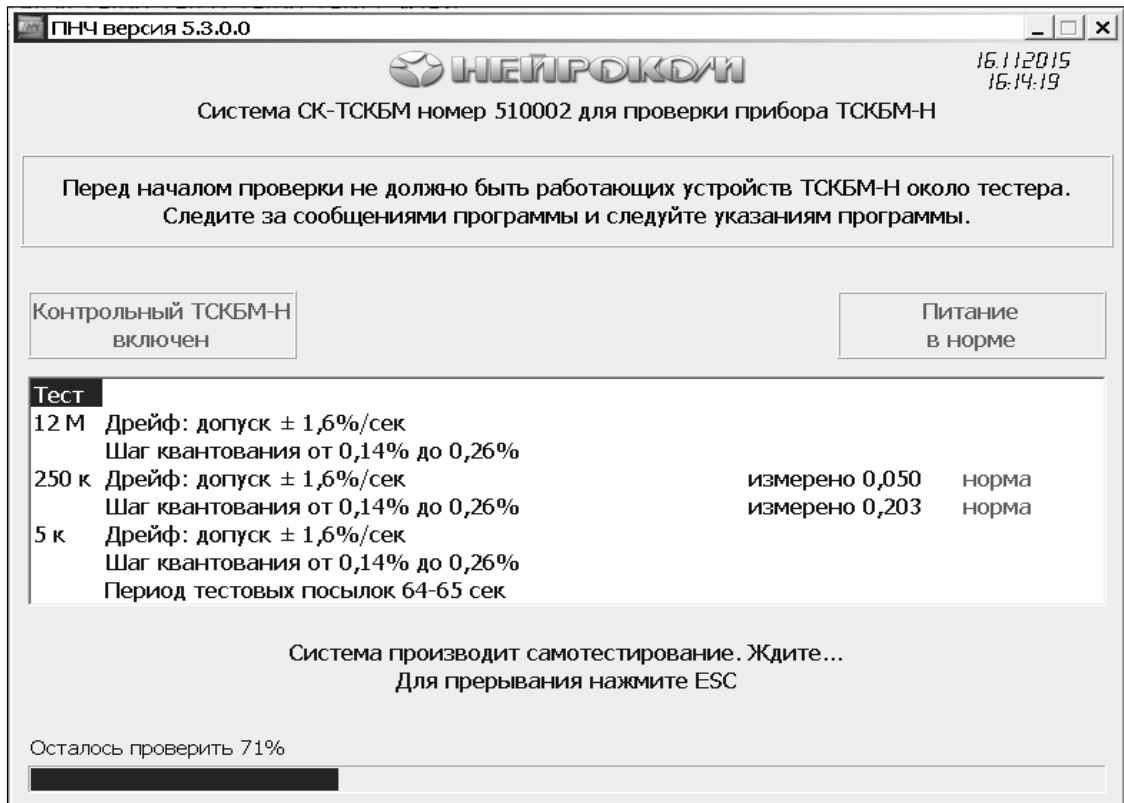 ПНЧ версия 5.3.0.0
НЕЙРОКОМ
16.11.2015
16:14:19
Система СК-ТСКБМ номер 510002 для проверки прибора ТСКБМ-Н
Перед началом проверки не должно быть работающих устройств ТСКБМ-Н около тестера.
Следите за сообщениями программы и следуйте указаниям программы.
Контрольный ТСКБМ-Н
включен
Питание
в норме
Тест
12 М Дрейф: допуск ± 1,6%/сек
Шаг квантования от 0,14% до 0,26%
250 к Дрейф: допуск ± 1,6%/сек измерено 0,050 норма
Шаг квантования от 0,14% до 0,26% измерено 0,203 норма
5 к Дрейф: допуск ± 1,6%/сек
Шаг квантования от 0,14% до 0,26%
Период тестовых посылок 64-65 сек
Система производит самотестирование. Ждите...
Для прерывания нажмите ESC
Осталось проверить 71%